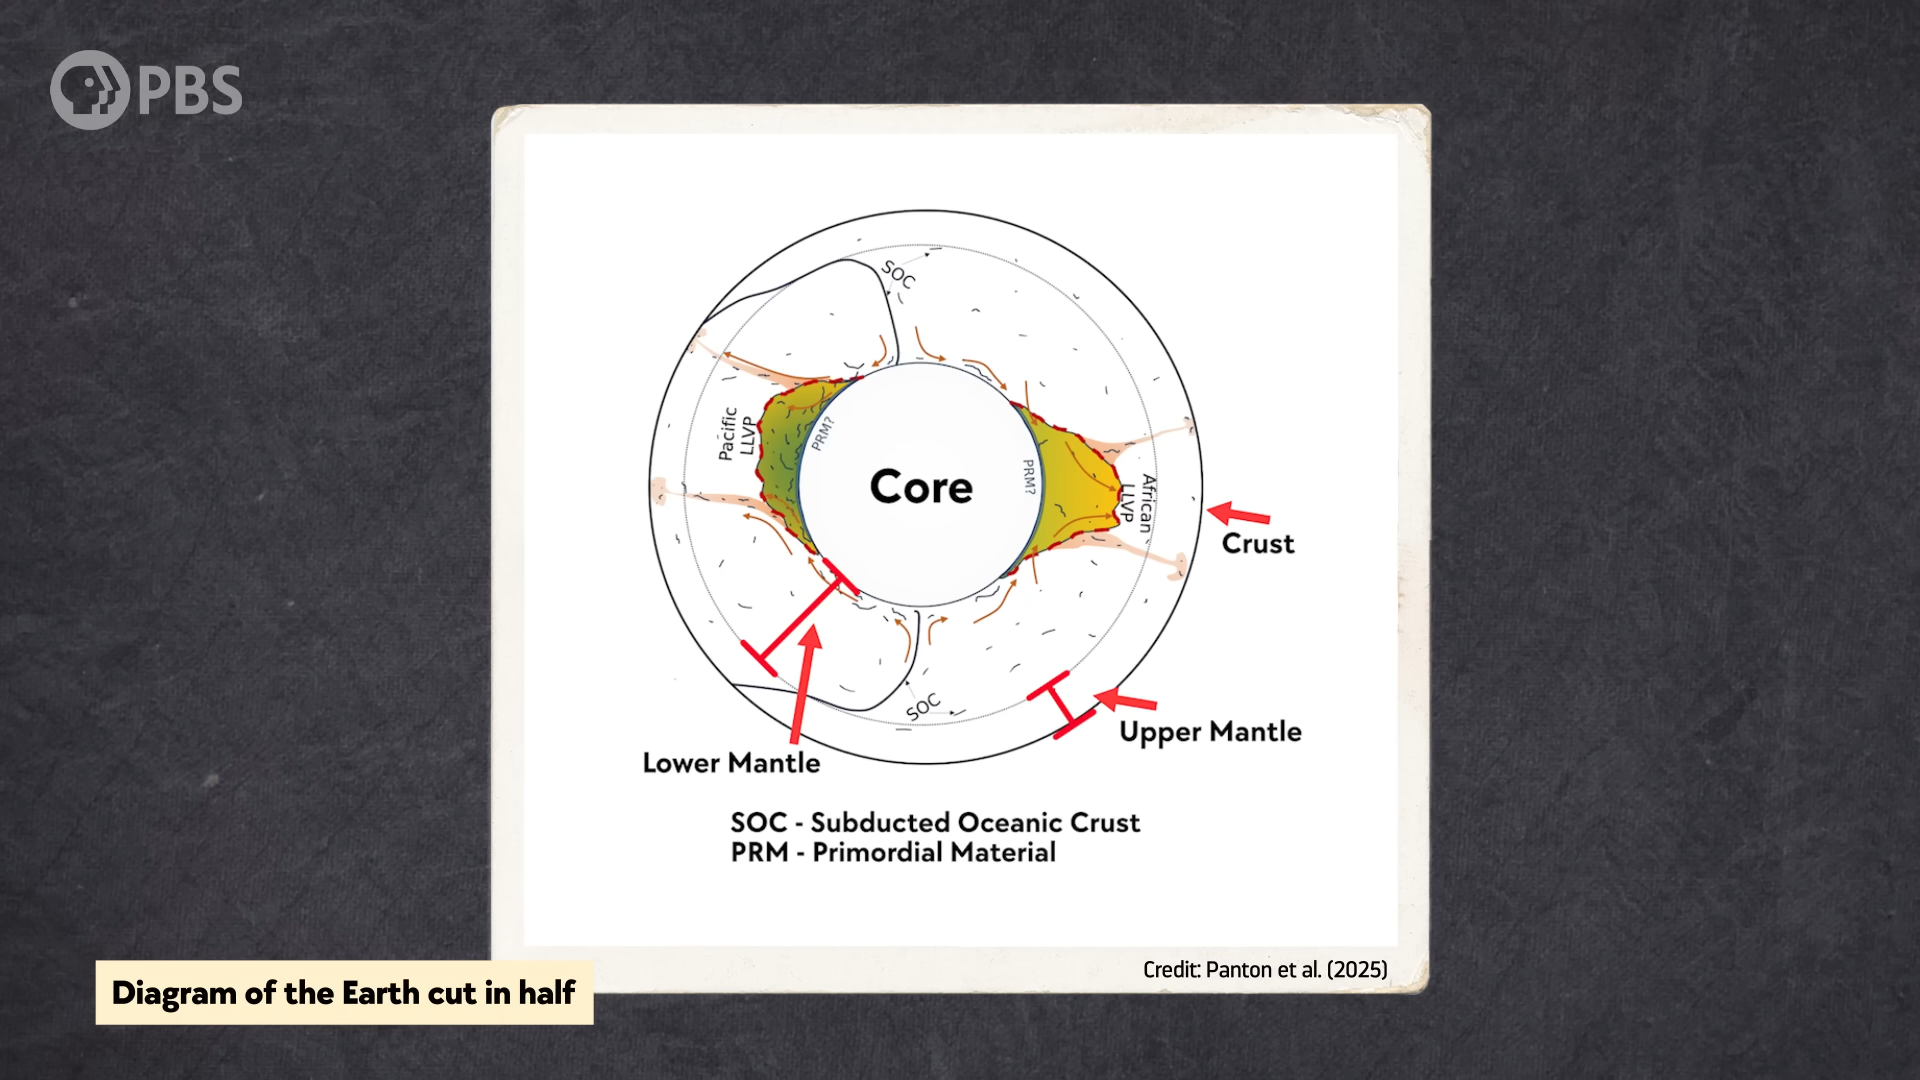 PBS
SOC
Pacific
LLVP
PRM?
PRM?
African
LLVP
Core
Crust
SOC
Upper Mantle
Lower Mantle
SOC - Subducted Oceanic Crust
PRM - Primordial Material
Credit: Panton et al. (2025)
Diagram of the Earth cut in half